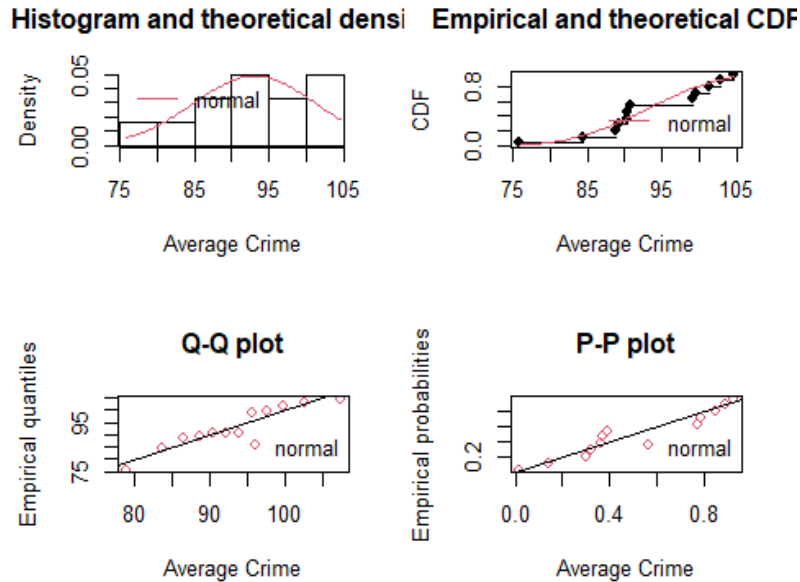 Histogram and theoretical densi
Density
0.00 0.05
normal
75 85 95 105
Average Crime
Empirical and theoretical CDF
CDF
0.0 0.8
normal
75 85 95 105
Average Crime
Q-Q plot
Empirical quantiles
75 95
normal
80 90 100
Average Crime
P-P plot
Empirical probabilities
0.2
normal
0.0 0.4 0.8
Average Crime